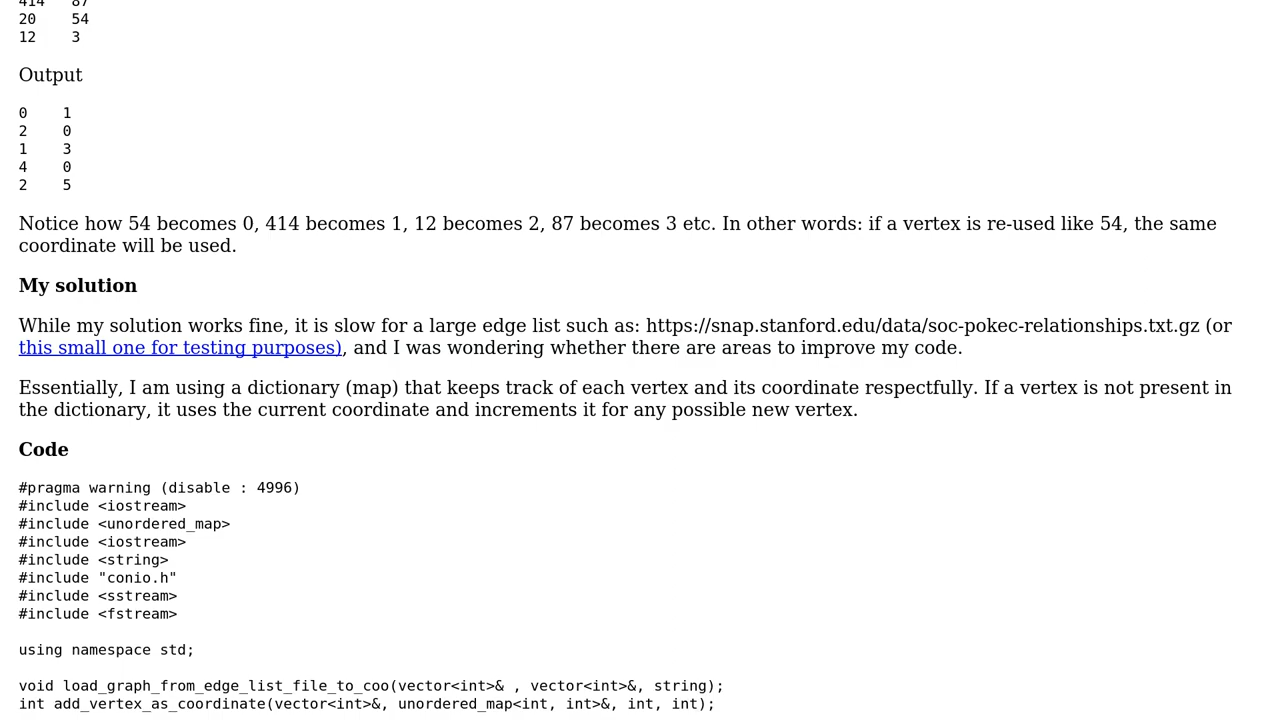 414    87
20    54
12    3
Output
0    1
2    0
1    3
4    0
2    5
Notice how 54 becomes 0, 414 becomes 1, 12 becomes 2, 87 becomes 3 etc. In other words: if a vertex is re-used like 54, the same
coordinate will be used.
My solution
While my solution works fine, it is slow for a large edge list such as: https://snap.stanford.edu/data/soc-pokec-relationships.txt.gz (or
this small one for testing purposes), and I was wondering whether there are areas to improve my code.
Essentially, I am using a dictionary (map) that keeps track of each vertex and its coordinate respectfully. If a vertex is not present in
the dictionary, it uses the current coordinate and increments it for any possible new vertex.
Code
#pragma warning (disable : 4996)
#include <iostream>
#include <unordered_map>
#include <iostream>
#include <string>
#include "conio.h"
#include <sstream>
#include <fstream>
using namespace std;
void load_graph_from_edge_list_file_to_coo(vector<int>& , vector<int>&, string);
int add_vertex_as_coordinate(vector<int>&, unordered_map<int, int>&, int, int);